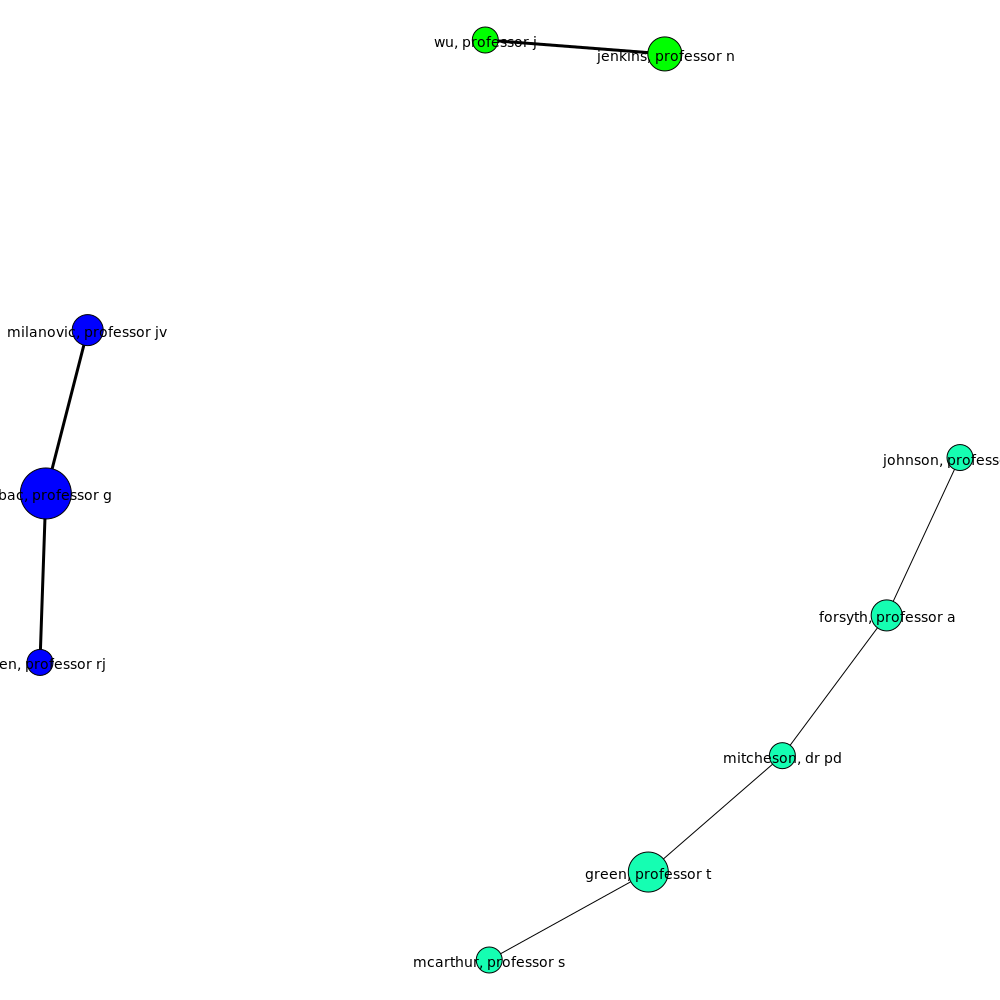 wu, professor j
jenkins, professor n
milanovic, professor jv
johnson, profess
bac, professor g
forsyth, professor a
en, professor rj
mitcheson, dr pd
green, professor t
mcarthur, professor s